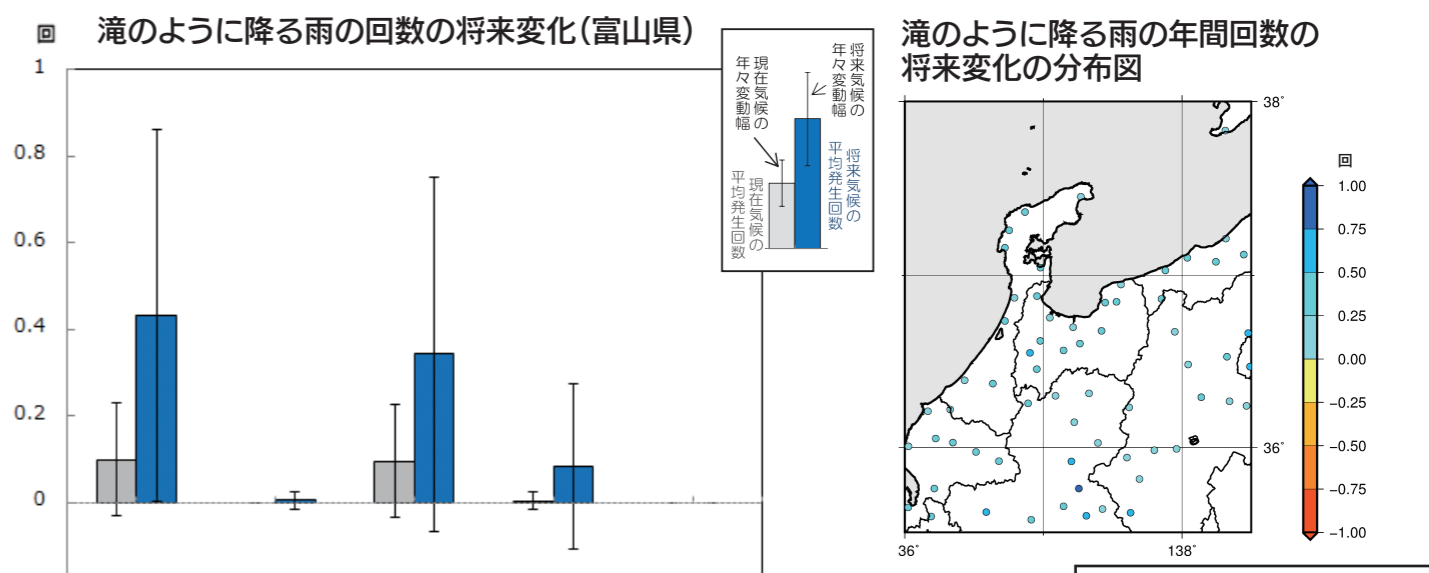 回
滝のように降る雨の回数の将来変化(富山県)
1
0.8
0.6
0.4
0.2
0
現在気候の
年々変動幅
将来気候の
年々変動幅
現在気候の
平均発生回数
将来気候の
平均発生回数
滝のように降る雨の年間回数の
将来変化の分布図
38°
36°
36°
138°
回
1.00
0.75
0.50
0.25
0.00
−0.25
−0.50
−0.75
−1.00